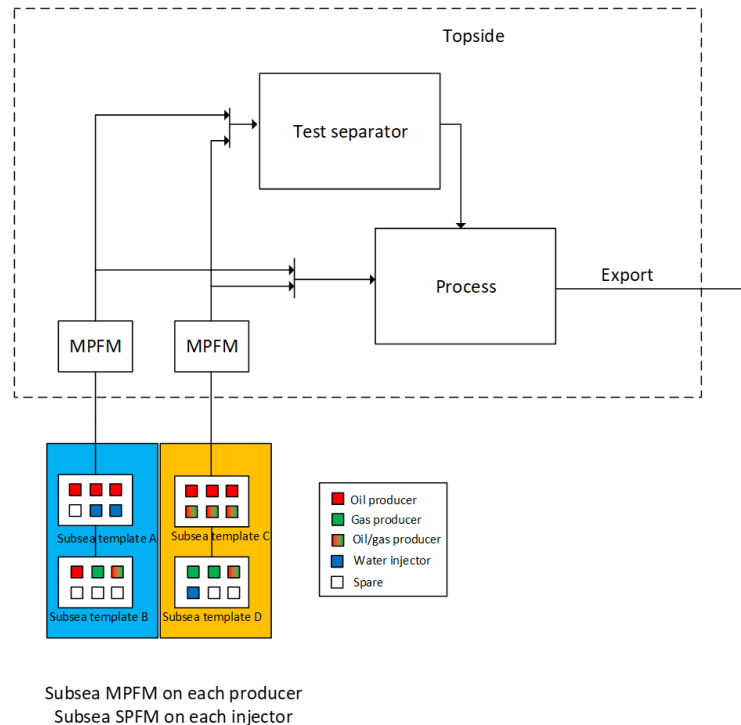 Topside
Test separator
Process
Export
MPFM
MPFM
Subsea template A
Subsea template C
Subsea template B
Subsea template D
Oil producer
Gas producer
Oil/gas producer
Water injector
Spare
Subsea MPFM on each producer
Subsea SPFM on each injector